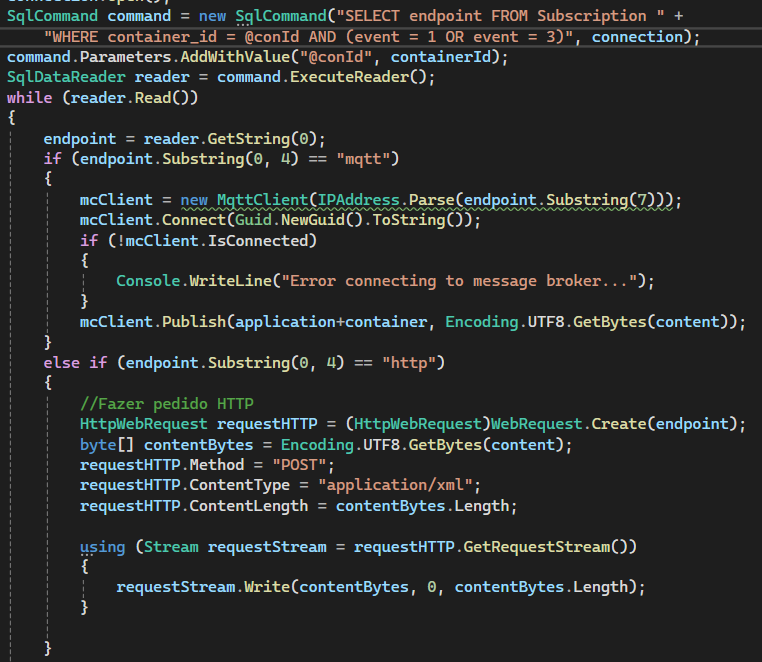 connection.Open();
SqlCommand command = new SqlCommand("SELECT endpoint FROM Subscription " +
"WHERE container_id = @conId AND (event = 1 OR event = 3)", connection);
command.Parameters.AddWithValue("@conId", containerId);
SqlDataReader reader = command.ExecuteReader();
while (reader.Read())
{
endpoint = reader.GetString(0);
if (endpoint.Substring(0, 4) == "mqtt")
{
mcClient = new MqttClient(IPAddress.Parse(endpoint.Substring(7)));
mcClient.Connect(Guid.NewGuid().ToString());
if (!mcClient.IsConnected)
{
Console.WriteLine("Error connecting to message broker...");
}
mcClient.Publish(application+container, Encoding.UTF8.GetBytes(content));
}
else if (endpoint.Substring(0, 4) == "http")
{
//Fazer pedido HTTP
HttpWebRequest requestHTTP = (HttpWebRequest)WebRequest.Create(endpoint);
byte[] contentBytes = Encoding.UTF8.GetBytes(content);
requestHTTP.Method = "POST";
requestHTTP.ContentType = "application/xml";
requestHTTP.ContentLength = contentBytes.Length;
using (Stream requestStream = requestHTTP.GetRequestStream())
{
requestStream.Write(contentBytes, 0, contentBytes.Length);
}
}